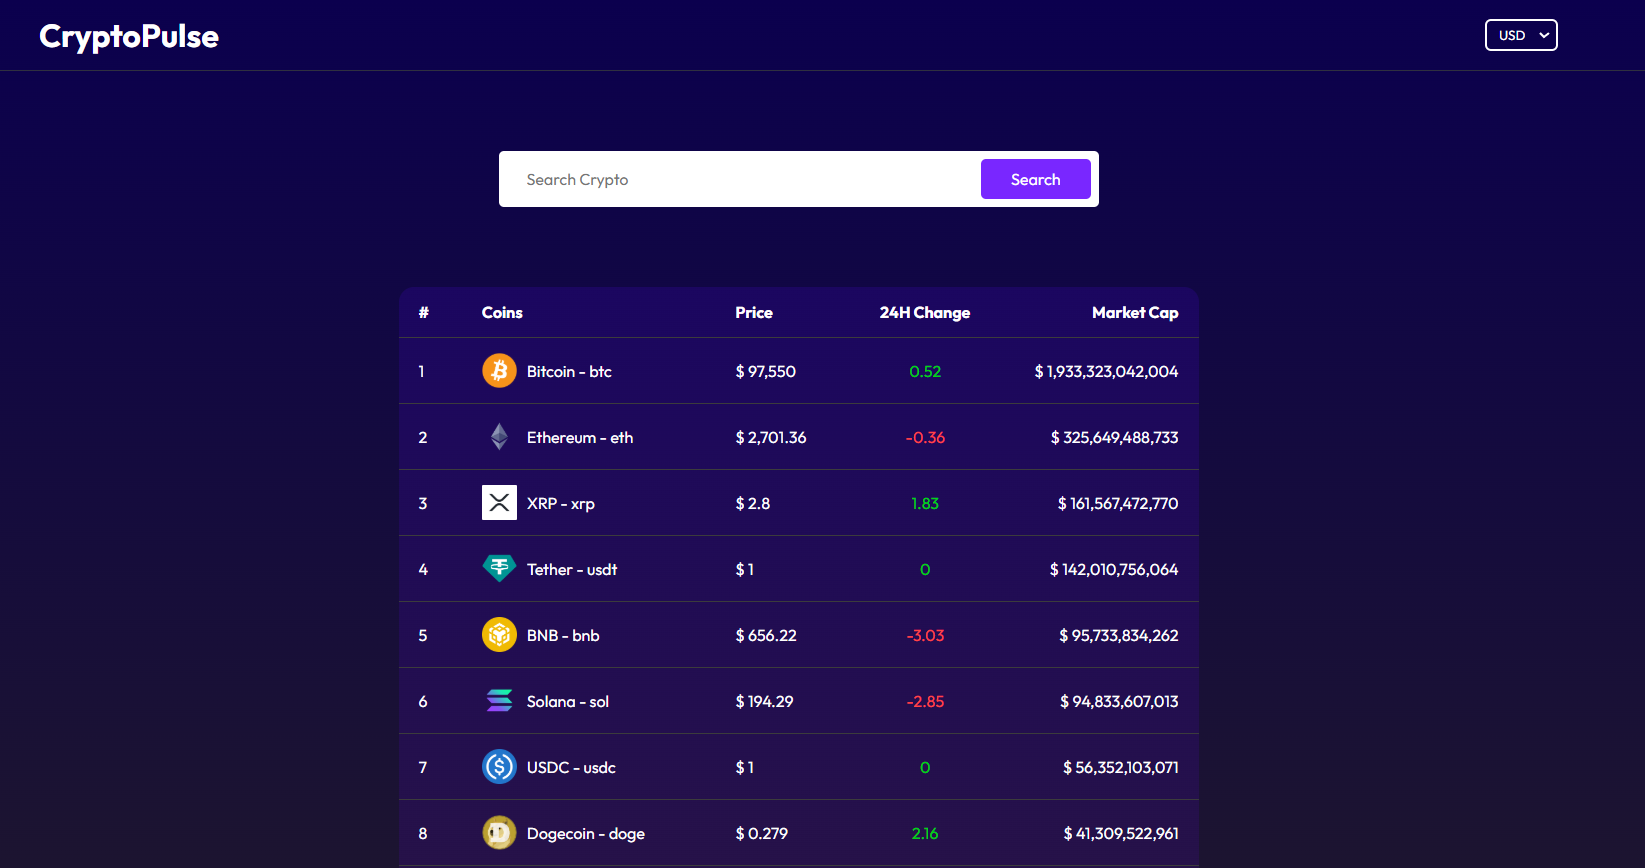 CryptoPulse USD
Search Crypto Search
# Coins Price 24H Change Market Cap
1 Bitcoin - btc $ 97,550 0.52 $ 1,933,323,042,004
2 Ethereum - eth $ 2,701.36 -0.36 $ 325,649,488,733
3 XRP - xrp $ 2.8 1.83 $ 161,567,472,770
4 Tether - usdt $ 1 0 $ 142,010,756,064
5 BNB - bnb $ 656.22 -3.03 $ 95,733,834,262
6 Solana - sol $ 194.29 -2.85 $ 94,833,607,013
7 USDC - usdc $ 1 0 $ 56,352,103,071
8 Dogecoin - doge $ 0.279 2.16 $ 41,309,522,961